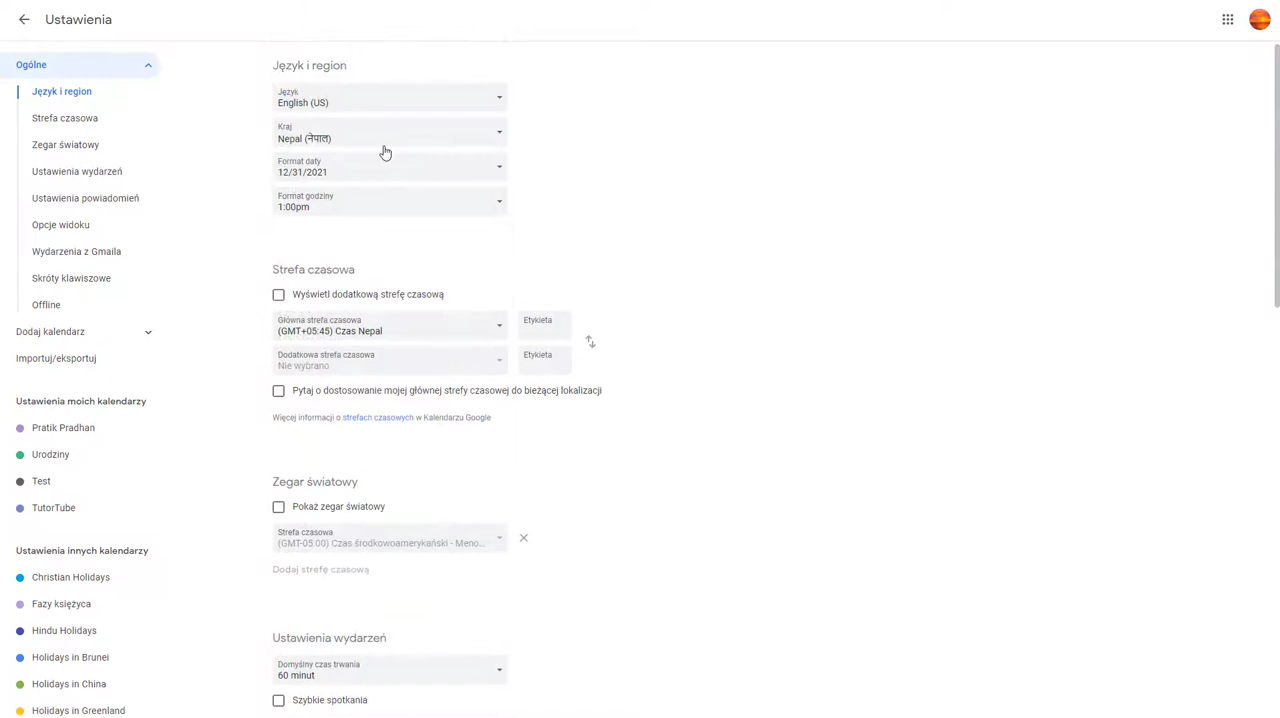 Ustawienia
Ogólne
Język i region
Strefa czasowa
Zegar światowy
Ustawienia wydarzeń
Ustawienia powiadomień
Opcje widoku
Wydarzenia z Gmaila
Skróty klawiszowe
Offline
Dodaj kalendarz
Importuj/eksportuj
Ustawienia moich kalendarzy
Pratik Pradhan
Urodziny
Test
TutorTube
Ustawienia innych kalendarzy
Christian Holidays
Fazy księżyca
Hindu Holidays
Holidays in Brunei
Holidays in China
Holidays in Greenland
Język i region
Język
English (US)
Kraj
Nepal (नेपाल)
Format daty
12/31/2021
Format godziny
1:00pm
Strefa czasowa
Wyświetl dodatkową strefę czasową
Główna strefa czasowa
(GMT+05:45) Czas Nepal
Etykieta
Dodatkowa strefa czasowa
Nie wybrano
Etykieta
Pytaj o dostosowanie mojej głównej strefy czasowej do bieżącej lokalizacji
Więcej informacji o strefach czasowych w Kalendarzu Google
Zegar światowy
Pokaż zegar światowy
Strefa czasowa
(GMT-05:00) Czas środkowoamerykański - Meno...
Dodaj strefę czasową
Ustawienia wydarzeń
Domyślny czas trwania
60 minut
Szybkie spotkania